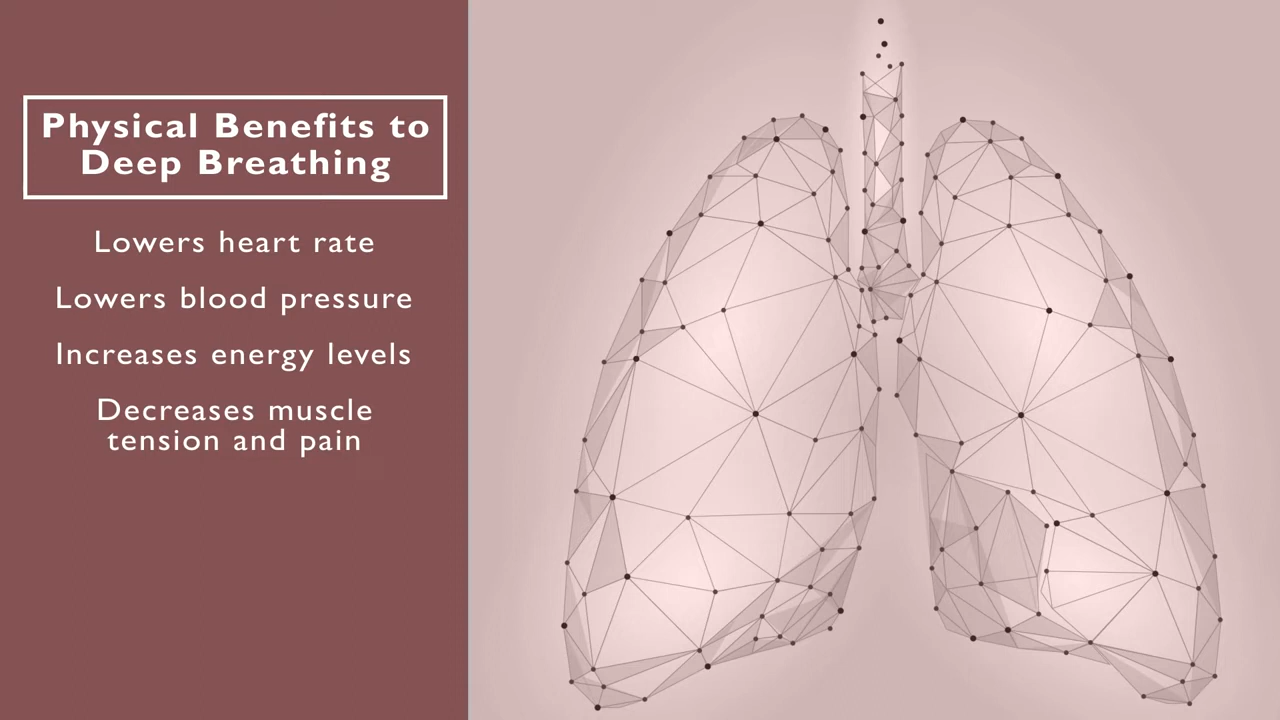 Physical Benefits to
Deep Breathing
Lowers heart rate
Lowers blood pressure
Increases energy levels
Decreases muscle
tension and pain